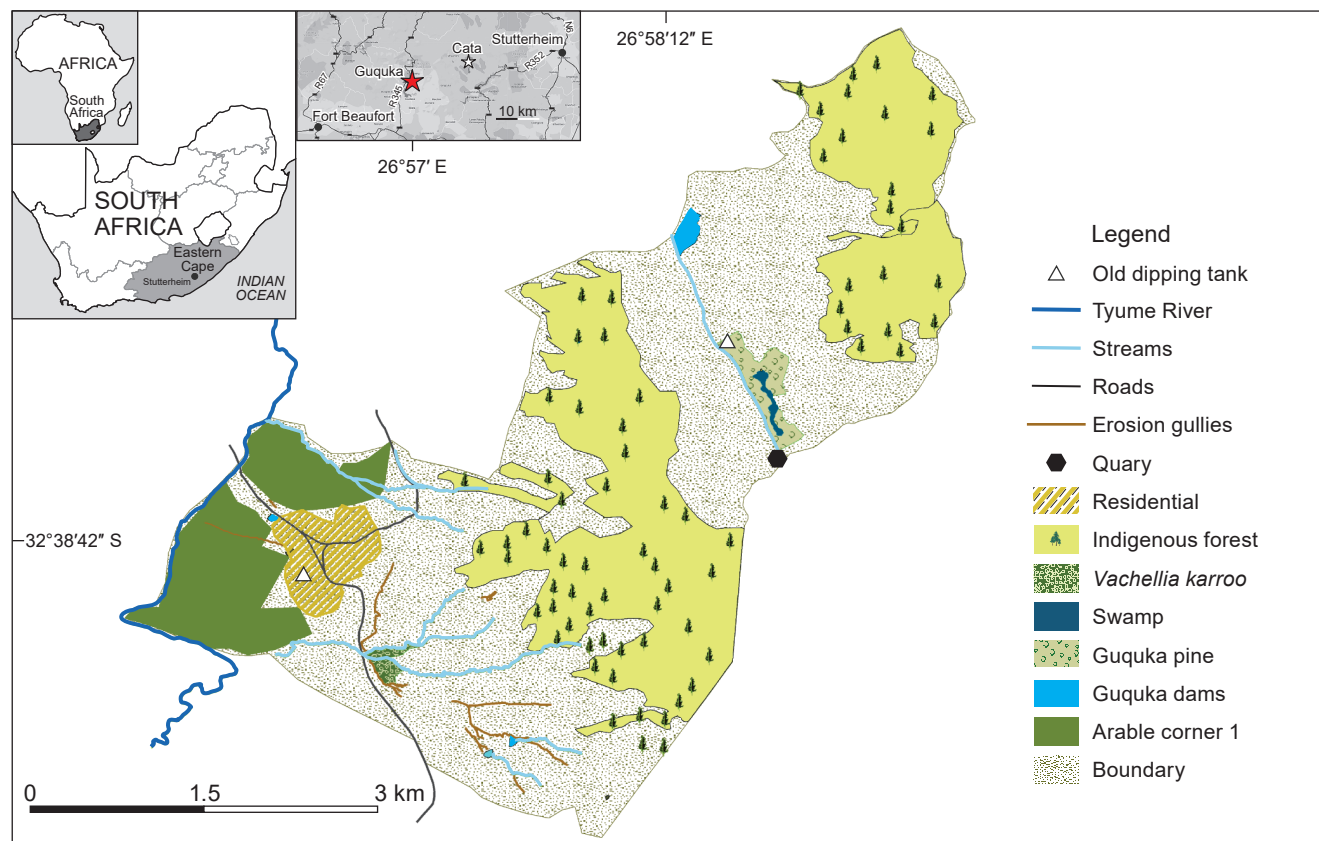 AFRICA
South
Africa
SOUTH
AFRICA
Eastern
Cape
Stutterheim
INDIAN
OCEAN
N6
Stutterheim
Cata
R352
Guquka
R67
R345
10 km
Fort Beaufort
26°57′ E
26°58′12″ E
32°38′42″ S
0
1.5
3 km
Legend
Old dipping tank
Tyume River
Streams
Roads
Erosion gullies
Quary
Residential
Indigenous forest
Vachellia karroo
Swamp
Guquka pine
Guquka dams
Arable corner 1
Boundary